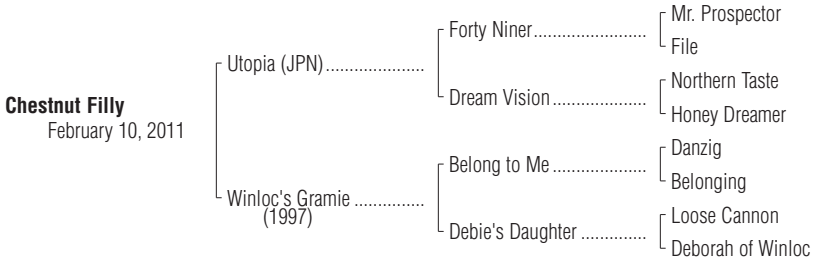 Mr. Prospector
Forty Niner.......................
File
Utopia (JPN).....................
Northern Taste
Dream Vision...................
Honey Dreamer
Chestnut Filly
February 10, 2011
Danzig
Belong to Me...................
Belonging
Winloc's Gramie...............
(1997)
Loose Cannon
Debie's Daughter..............
Deborah of Winloc